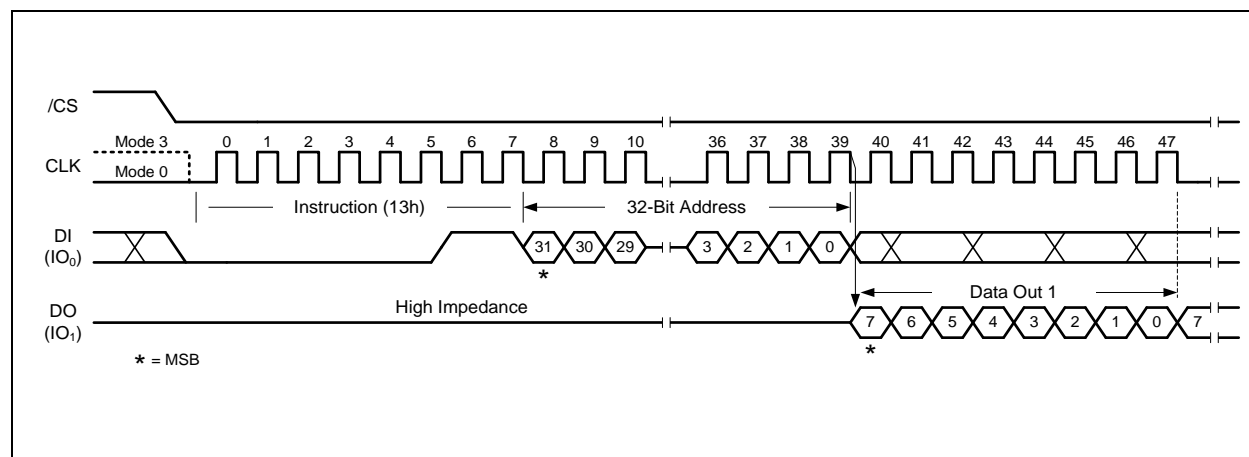 /CS
Mode 3 0 1 2 3 4 5 6 7 8 9 10 36 37 38 39 40 41 42 43 44 45 46 47
CLK
Mode 0
Instruction (13h) 32-Bit Address
DI
(IO₀)
31 30 29 3 2 1 0
*
High Impedance Data Out 1
DO
(IO₁)
7 6 5 4 3 2 1 0 7
*
* = MSB